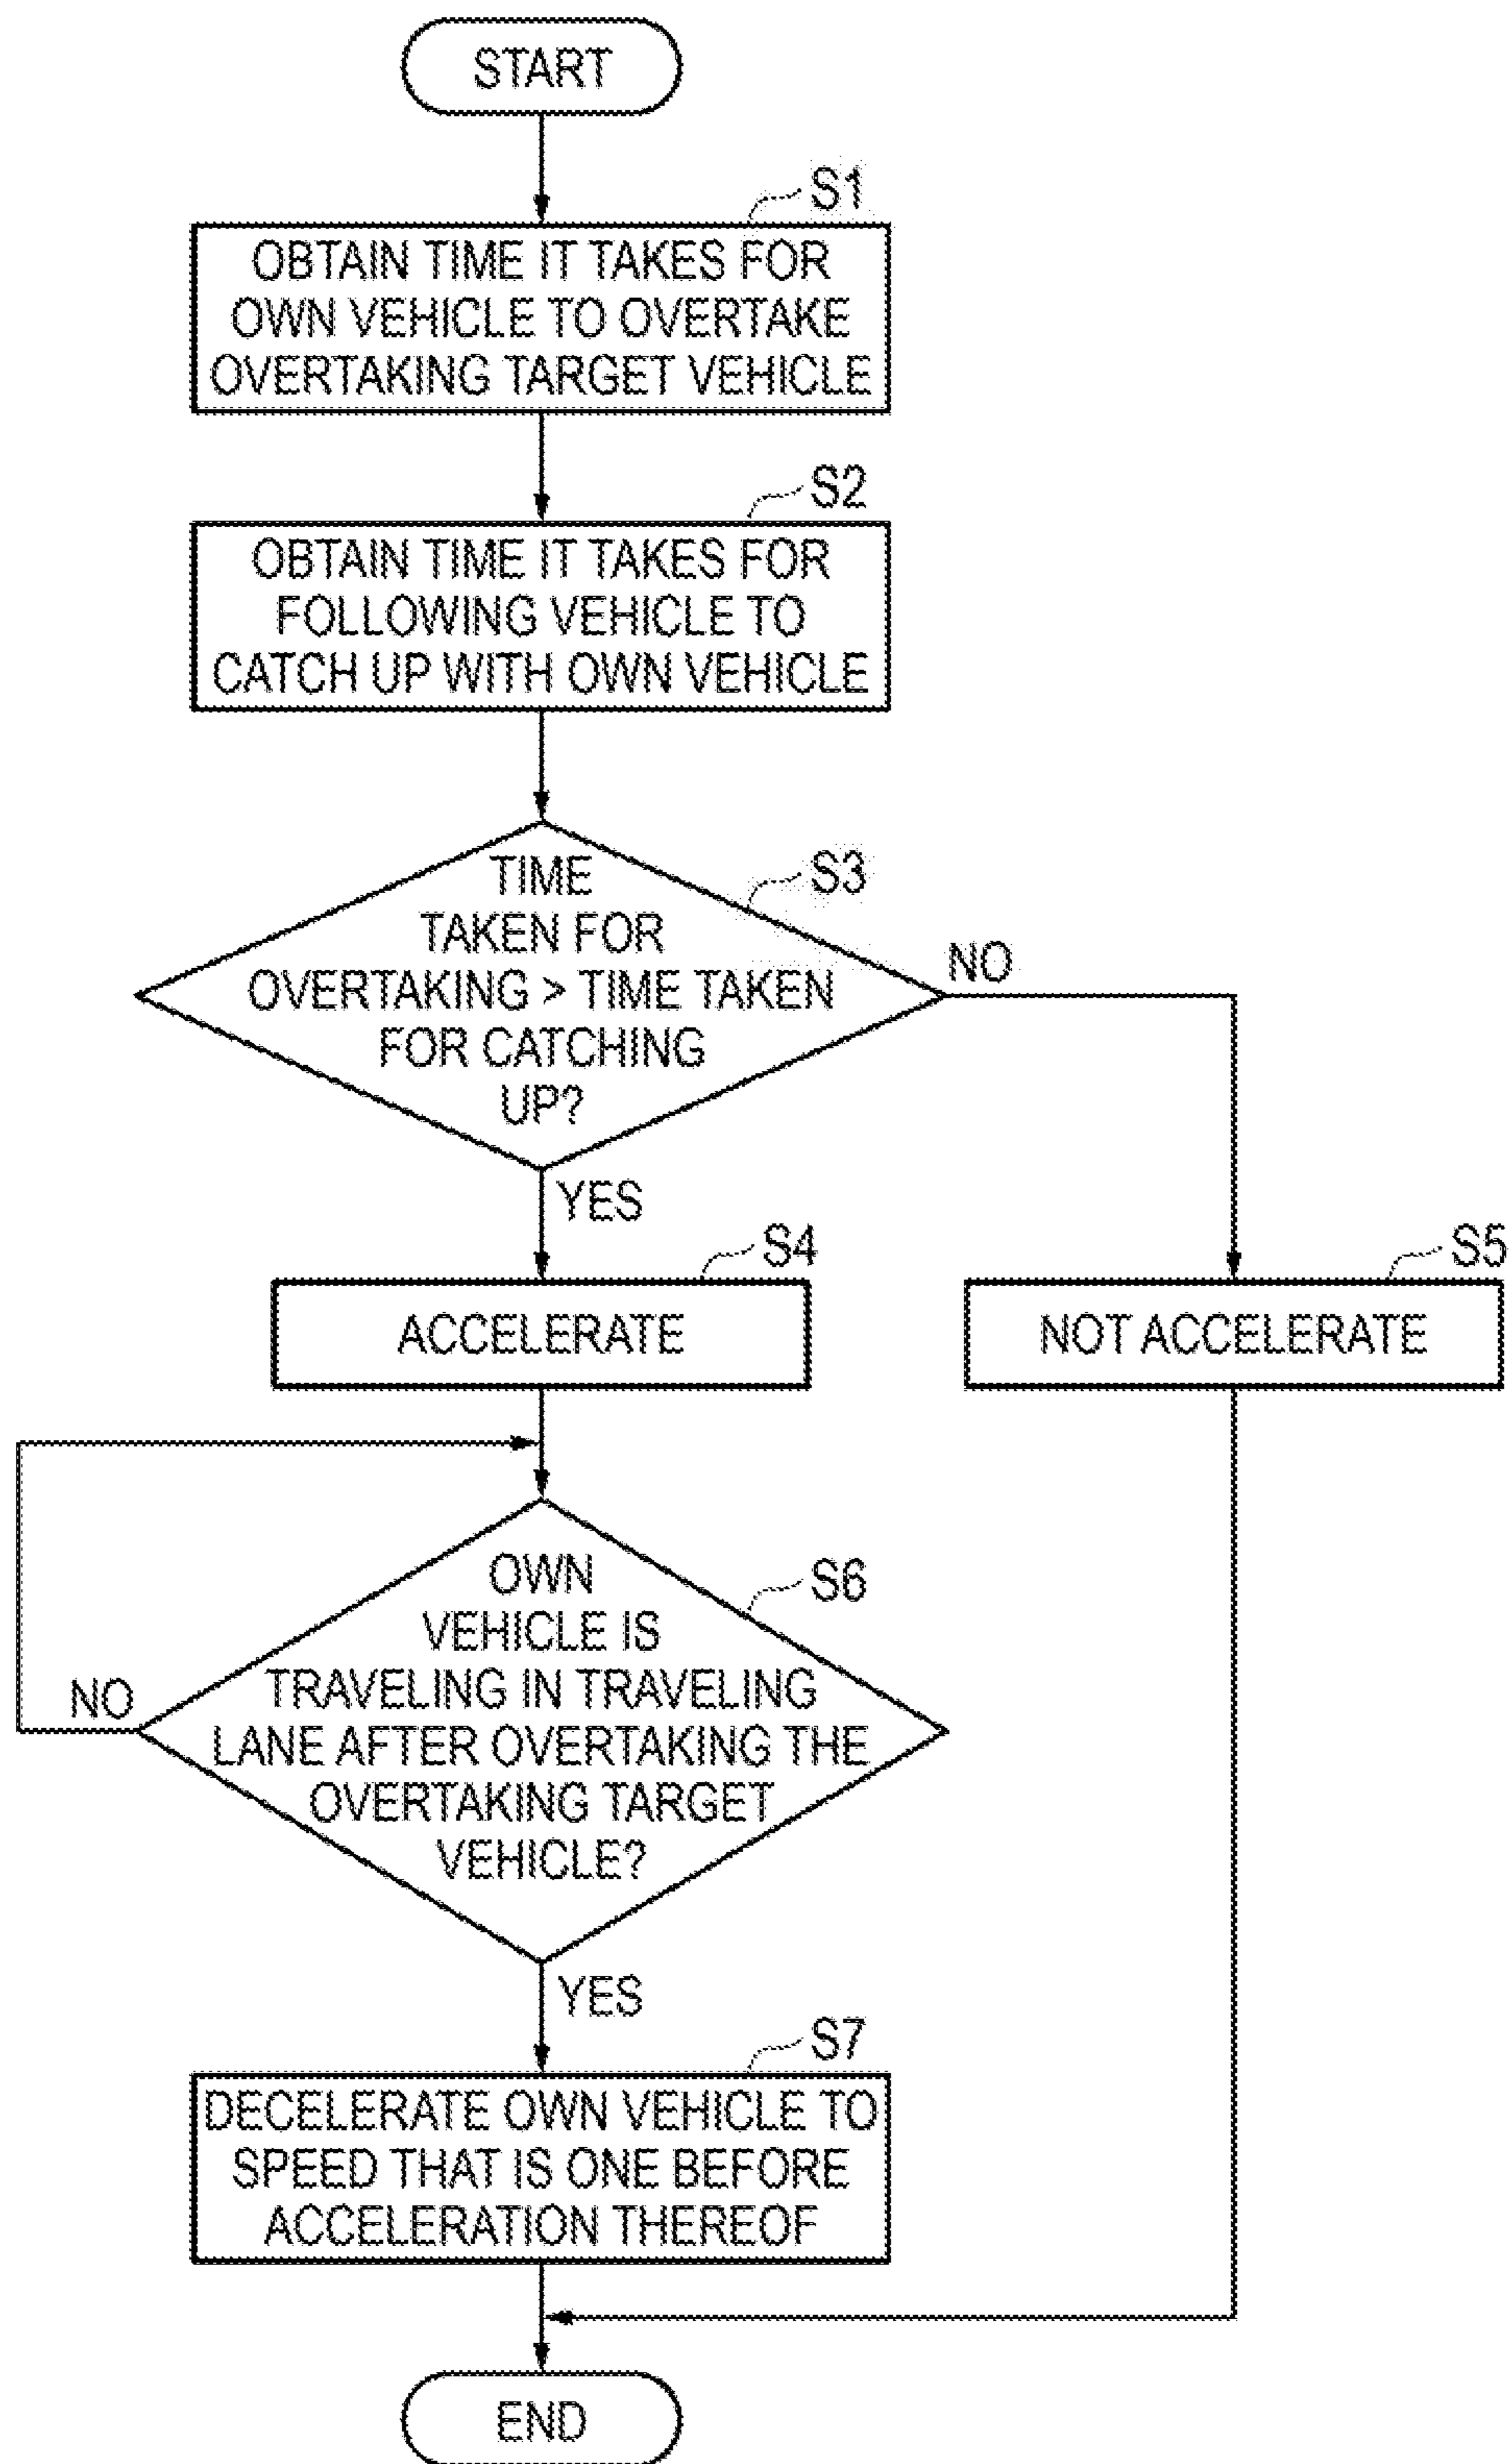 START
S1
OBTAIN TIME IT TAKES FOR
OWN VEHICLE TO OVERTAKE
OVERTAKING TARGET VEHICLE
S2
OBTAIN TIME IT TAKES FOR
FOLLOWING VEHICLE TO
CATCH UP WITH OWN VEHICLE
S3
TIME
TAKEN FOR
OVERTAKING > TIME TAKEN
FOR CATCHING
UP?
NO
YES
S4
ACCELERATE
S5
NOT ACCELERATE
S6
OWN
VEHICLE IS
TRAVELING IN TRAVELING
LANE AFTER OVERTAKING THE
OVERTAKING TARGET
VEHICLE?
NO
YES
S7
DECELERATE OWN VEHICLE TO
SPEED THAT IS ONE BEFORE
ACCELERATION THEREOF
END